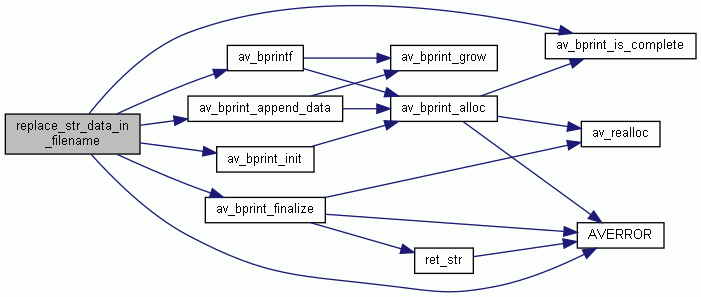 replace_str_data_in
_filename
av_bprintf
av_bprint_append_data
av_bprint_init
av_bprint_finalize
av_bprint_grow
av_bprint_alloc
ret_str
av_bprint_is_complete
av_realloc
AVERROR